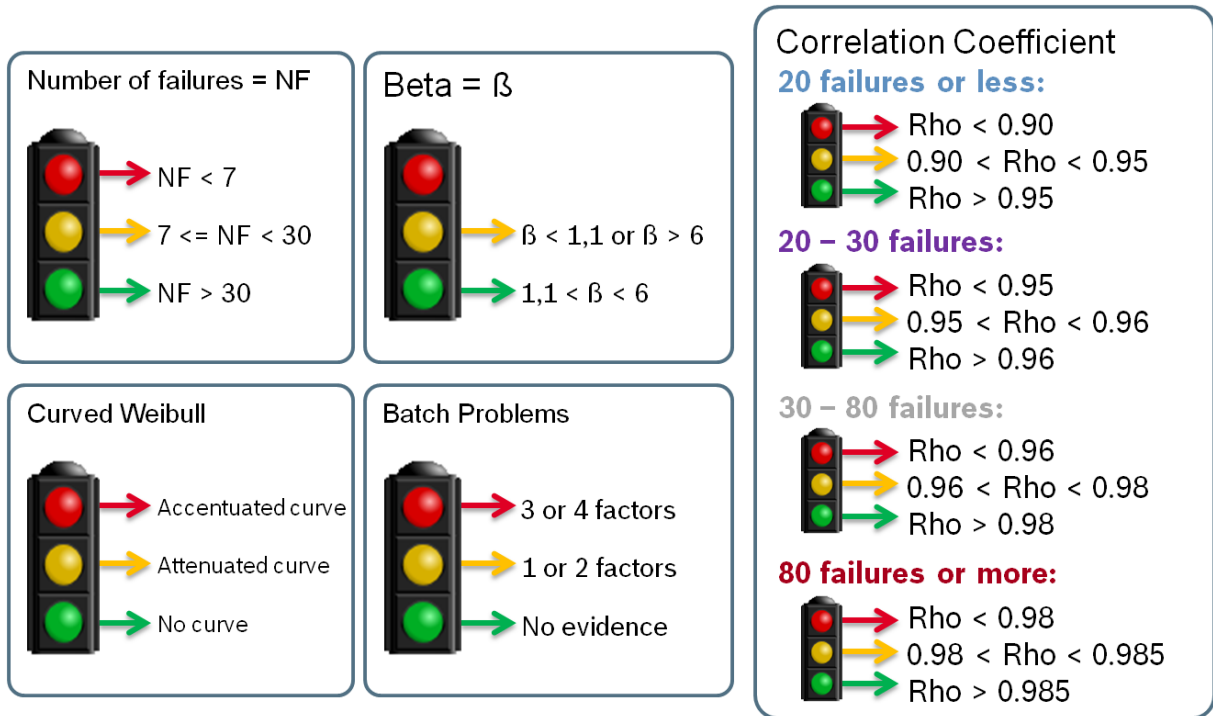 Number of failures = NF
NF < 7
7 <= NF < 30
NF > 30
Beta = ß
ß < 1,1 or ß > 6
1,1 < ß < 6
Curved Weibull
Accentuated curve
Attenuated curve
No curve
Batch Problems
3 or 4 factors
1 or 2 factors
No evidence
Correlation Coefficient
20 failures or less:
Rho < 0.90
0.90 < Rho < 0.95
Rho > 0.95
20 – 30 failures:
Rho < 0.95
0.95 < Rho < 0.96
Rho > 0.96
30 – 80 failures:
Rho < 0.96
0.96 < Rho < 0.98
Rho > 0.98
80 failures or more:
Rho < 0.98
0.98 < Rho < 0.985
Rho > 0.985